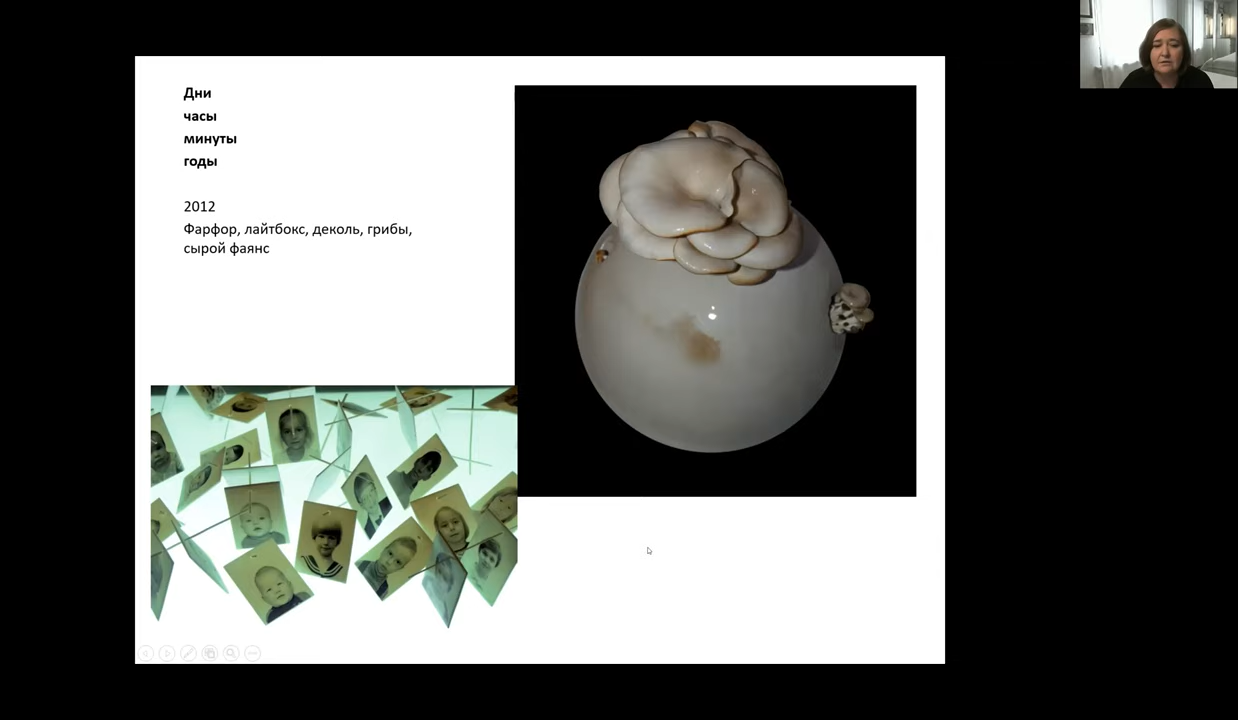 Дни
часы
минуты
годы
2012
Фарфор, лайтбокс, деколь, грибы,
сырой фаянс